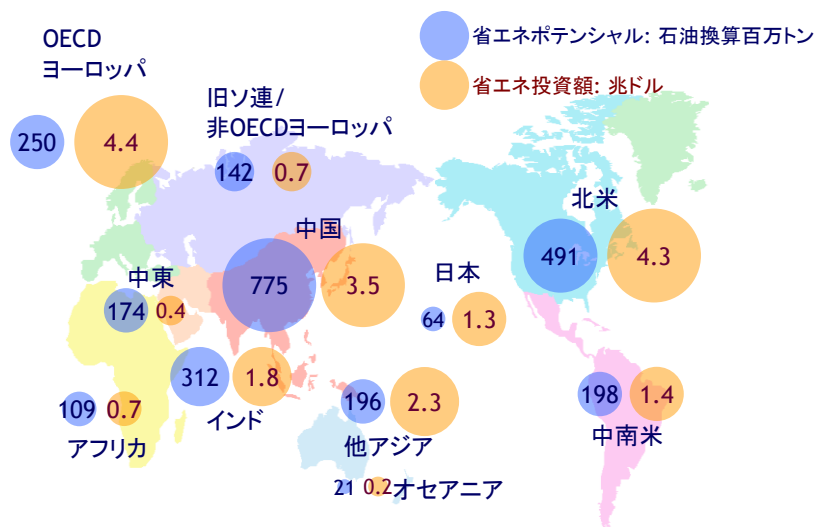 OECD
ヨーロッパ
250
4.4
省エネポテンシャル: 石油換算百万トン
省エネ投資額: 兆ドル
旧ソ連/
非OECDヨーロッパ
142
0.7
北米
491
4.3
中国
775
3.5
中東
174
0.4
日本
64
1.3
312
1.8
インド
109
0.7
アフリカ
196
2.3
他アジア
198
1.4
中南米
21
0.2
オセアニア